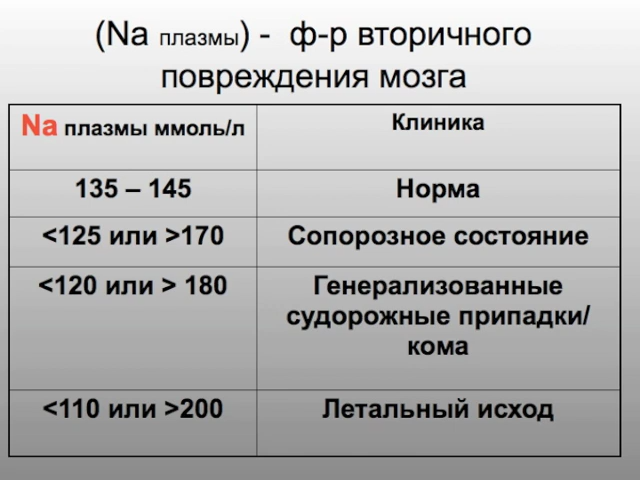 (Na плазмы) - ф-р вторичного
повреждения мозга
Na плазмы ммоль/л
Клиника
135 – 145
Норма
<125 или >170
Сопорозное состояние
<120 или > 180
Генерализованные
судорожные припадки/
кома
<110 или >200
Летальный исход